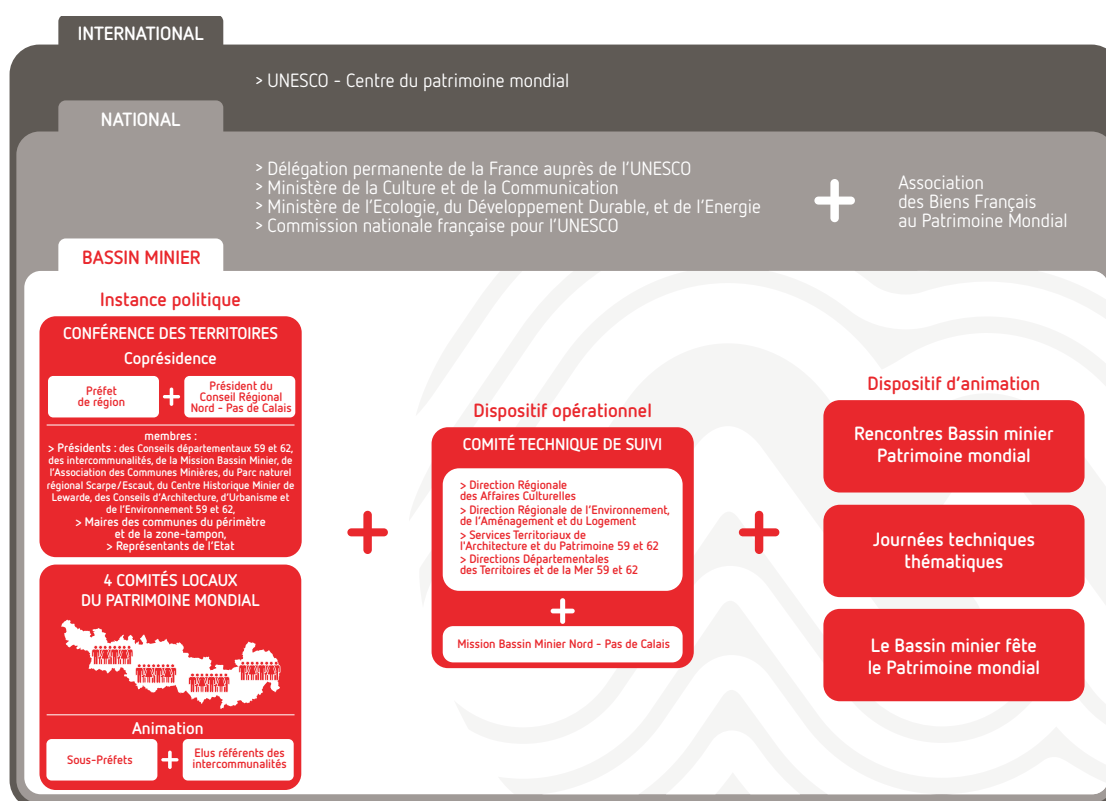 INTERNATIONAL
> UNESCO - Centre du patrimoine mondial
NATIONAL
> Délégation permanente de la France auprès de l'UNESCO
> Ministère de la Culture et de la Communication
> Ministère de l'Ecologie, du Développement Durable, et de l'Energie
> Commission nationale française pour l'UNESCO
+
Association
des Biens Français
au Patrimoine Mondial
BASSIN MINIER
Instance politique
CONFÉRENCE DES TERRITOIRES
Coprésidence
Préfet
de région
+
Président du
Conseil Régional
Nord - Pas de Calais
membres :
> Présidents : des Conseils départementaux 59 et 62,
des intercommunalités, de la Mission Bassin Minier, de
l'Association des Communes Minières, du Parc naturel
régional Scarpe/Escaut, du Centre Historique Minier de
Lewarde, des Conseils d'Architecture, d'Urbanisme et
de l'Environnement 59 et 62,
> Maires des communes du périmètre
et de la zone-tampon,
> Représentants de l'Etat
4 COMITÉS LOCAUX
DU PATRIMOINE MONDIAL
Animation
Sous-Préfets
+
Elus référents des
intercommunalités
+
Dispositif opérationnel
COMITÉ TECHNIQUE DE SUIVI
> Direction Régionale
des Affaires Culturelles
> Direction Régionale de l'Environnement,
de l'Aménagement et du Logement
> Services Territoriaux de
l'Architecture et du Patrimoine 59 et 62
> Directions Départementales
des Territoires et de la Mer 59 et 62
+
Mission Bassin Minier Nord - Pas de Calais
+
Dispositif d'animation
Rencontres Bassin minier
Patrimoine mondial
Journées techniques
thématiques
Le Bassin minier fête
le Patrimoine mondial